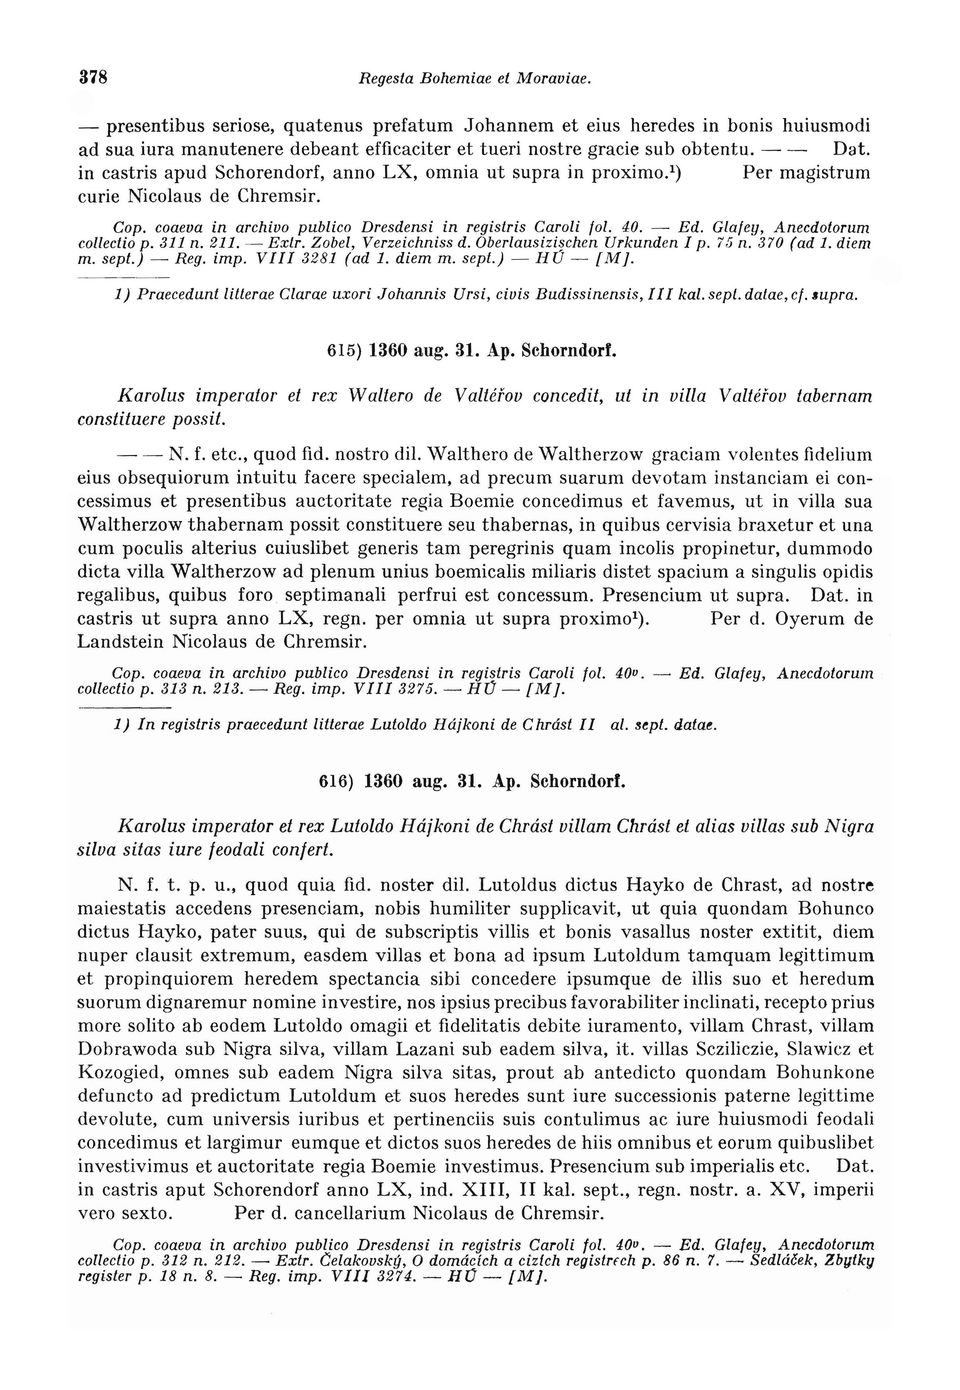 378 Regesta Bohemiae et Moraviae.
— presentibus seriose, quatenus prefatum Johannem et eius heredes in bonis huiusmodi
ad sua iura manutenere debeant efficaciter et tueri nostre gracie sub obtentu. — — Dat.
in castris apud Schorendorf, anno LX, omnia ut supra in proximo.¹) Per magistrum
curie Nicolaus de Chremsir.
Cop. coaeva in archivo publico Dresdensi in registris Caroli fol. 40. — Ed. Glafey, Anecdotorum
collectio p. 311 n. 211. — Extr. Zobel, Verzeichniss d. Oberlausizischen Urkunden I p. 75 n. 370 (ad 1. diem
m. sept.) — Reg. imp. VIII 3281 (ad 1. diem m. sept.) — HÚ — [M].
1) Praecedunt litterae Clarae uxori Johannis Ursi, civis Budissinensis, III kal. sept. datae, cf. supra.
615) 1360 aug. 31. Ap. Schorndorf.
Karolus imperator et rex Waltero de Valtéřov concedit, ut in villa Valtéřov tabernam
constituere possit.
— — N. f. etc., quod fid. nostro dil. Walthero de Waltherzow graciam volentes fidelium
eius obsequiorum intuitu facere specialem, ad precum suarum devotam instanciam ei con-
cessimus et presentibus auctoritate regia Boemie concedimus et favemus, ut in villa sua
Waltherzow thabernam possit constituere seu thabernas, in quibus cervisia braxetur et una
cum poculis alterius cuiuslibet generis tam peregrinis quam incolis propinetur, dummodo
dicta villa Waltherzow ad plenum unius boemicalis miliaris distet spacium a singulis opidis
regalibus, quibus foro septimanali perfrui est concessum. Presencium ut supra. Dat. in
castris ut supra anno LX, regn. per omnia ut supra proximo¹). Per d. Oyerum de
Landstein Nicolaus de Chremsir.
Cop. coaeva in archivo publico Dresdensi in registris Caroli fol. 40v. — Ed. Glafey, Anecdotorum
collectio p. 313 n. 213. — Reg. imp. VIII 3275. — HÚ — [M].
1) In registris praecedunt litterae Lutoldo Hájkoni de Chrást II al. sept. datae.
616) 1360 aug. 31. Ap. Schorndorf.
Karolus imperator et rex Lutoldo Hájkoni de Chrást villam Chrást et alias villas sub Nigra
silva sitas iure feodali confert.
N. f. t. p. u., quod quia fid. noster dil. Lutoldus dictus Hayko de Chrast, ad nostre
maiestatis accedens presenciam, nobis humiliter supplicavit, ut quia quondam Bohunco
dictus Hayko, pater suus, qui de subscriptis villis et bonis vasallus noster extitit, diem
nuper clausit extremum, easdem villas et bona ad ipsum Lutoldum tamquam legittimum
et propinquiorem heredem spectancia sibi concedere ipsumque de illis suo et heredum
suorum dignaremur nomine investire, nos ipsius precibus favorabiliter inclinati, recepto prius
more solito ab eodem Lutoldo omagii et fidelitatis debite iuramento, villam Chrast, villam
Dobrawoda sub Nigra silva, villam Lazani sub eadem silva, it. villas Scziliczie, Slawicz et
Kozogied, omnes sub eadem Nigra silva sitas, prout ab antedicto quondam Bohunkone
defuncto ad predictum Lutoldum et suos heredes sunt iure successionis paterne legittime
devolute, cum universis iuribus et pertinenciis suis contulimus ac iure huiusmodi feodali
concedimus et largimur eumque et dictos suos heredes de hiis omnibus et eorum quibuslibet
investivimus et auctoritate regia Boemie investimus. Presencium sub imperialis etc. Dat.
in castris aput Schorendorf anno LX, ind. XIII, II kal. sept., regn. nostr. a. XV, imperii
vero sexto. Per d. cancellarium Nicolaus de Chremsir.
Cop. coaeva in archivo publico Dresdensi in registris Caroli fol. 40v. — Ed. Glafey, Anecdotorum
collectio p. 312 n. 212. — Extr. Čelakovský, O domácích a cizích registrech p. 86 n. 7. — Sedláček, Zbytky
register p. 18 n. 8. — Reg. imp. VIII 3274. — HÚ — [M].